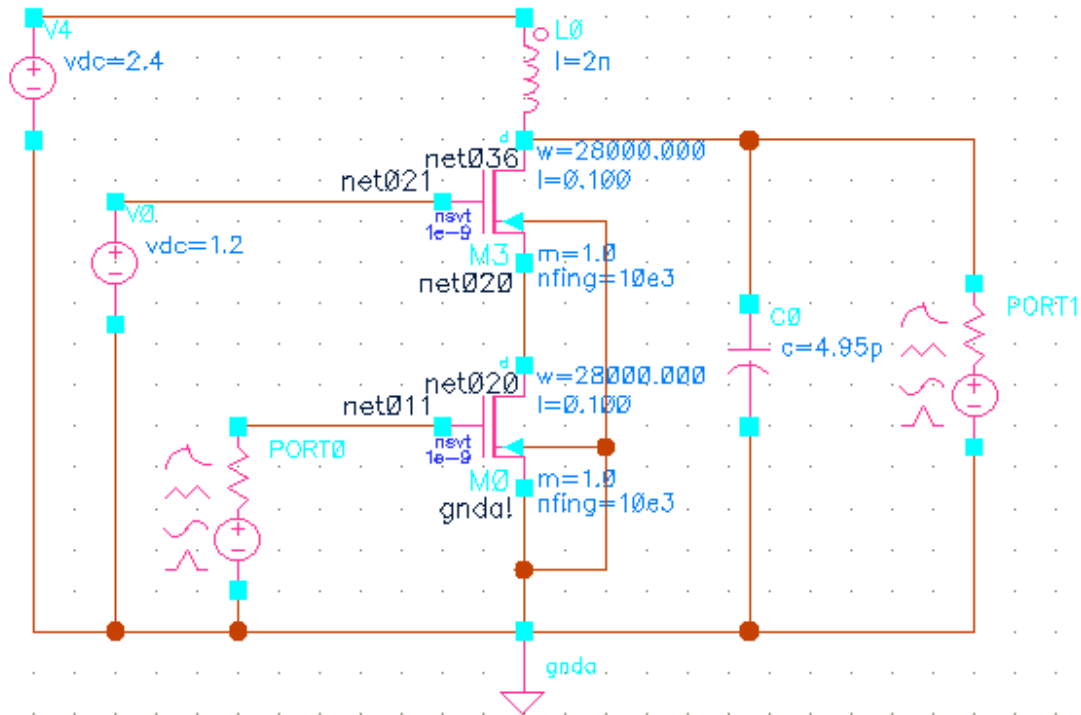 V4
vdc=2.4
L0
l=2n
d
net036
w=28000.000
net021
l=0.100
V0
nsvt
1e-9
vdc=1.2
M3
m=1.0
net020
nfing=10e3
PORT1
C0
c=4.95p
d
net020
w=28000.000
net011
l=0.100
PORT0
nsvt
1e-9
M0
m=1.0
gnda!
nfing=10e3
gnda